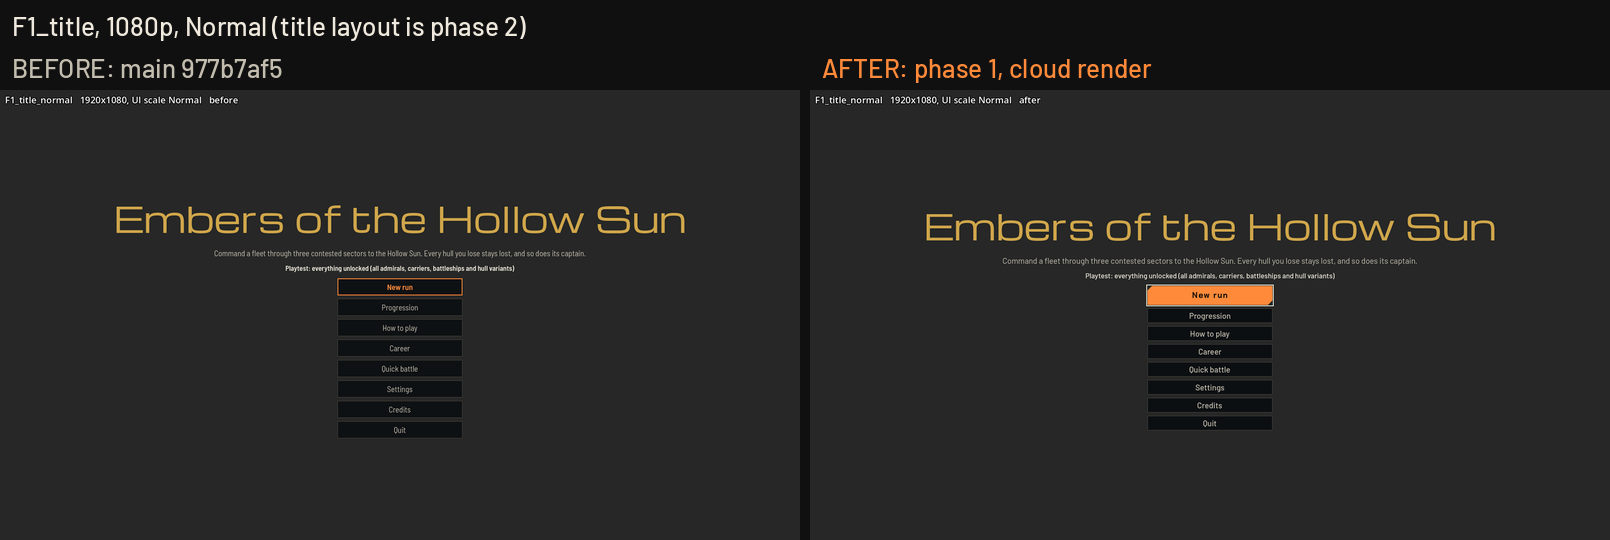 F1_title, 1080p, Normal (title layout is phase 2)
BEFORE: main 977b7af5
AFTER: phase 1, cloud render
F1_title_normal 1920x1080, UI scale Normal before
Embers of the Hollow Sun
Command a fleet through three contested sectors to the Hollow Sun. Every hull you lose stays lost, and so does its captain.
Playtest: everything unlocked (all admirals, carriers, battleships and hull variants)
New run
Progression
How to play
Career
Quick battle
Settings
Credits
Quit
F1_title_normal 1920x1080, UI scale Normal after
Embers of the Hollow Sun
Command a fleet through three contested sectors to the Hollow Sun. Every hull you lose stays lost, and so does its captain.
Playtest: everything unlocked (all admirals, carriers, battleships and hull variants)
New run
Progression
How to play
Career
Quick battle
Settings
Credits
Quit